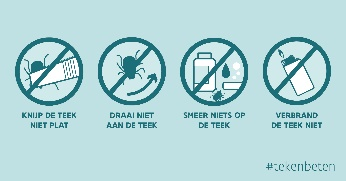 KNIJP DE TEEK
NIET PLAT
DRAAI NIET
AAN DE TEEK
SMEER NIETS OP
DE TEEK
VERBRAND
DE TEEK NIET
#tekenbeten